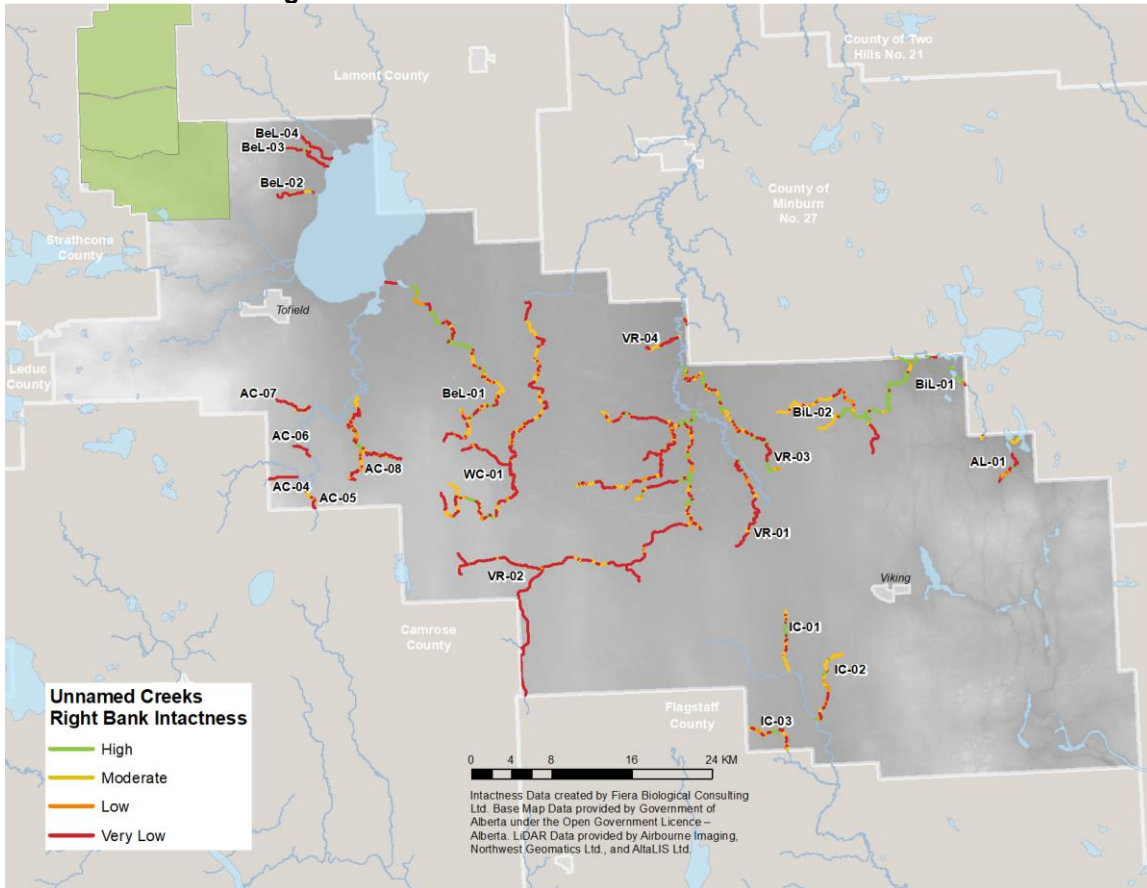 Lamont County
County of Two
Hills No. 21
BeL-04
BeL-03
BeL-02
County of
Minburn
No. 27
Strathcona
County
Tofield
VR-04
Leduc
County
BiL-01
AC-07
BeL-01
BiL-02
AC-06
VR-03
AL-01
AC-08
WC-01
AC-04
AC-05
VR-01
VR-02
Viking
IC-01
Camrose
County
IC-02
Flagstaff
County
IC-03
Unnamed Creeks
Right Bank Intactness
High
Moderate
Low
Very Low
0 4 8 16 24 KM
Intactness Data created by Fiera Biological Consulting
Ltd. Base Map Data provided by Government of
Alberta under the Open Government Licence –
Alberta. LiDAR Data provided by Airbourne Imaging,
Northwest Geomatics Ltd., and AltaLIS Ltd.